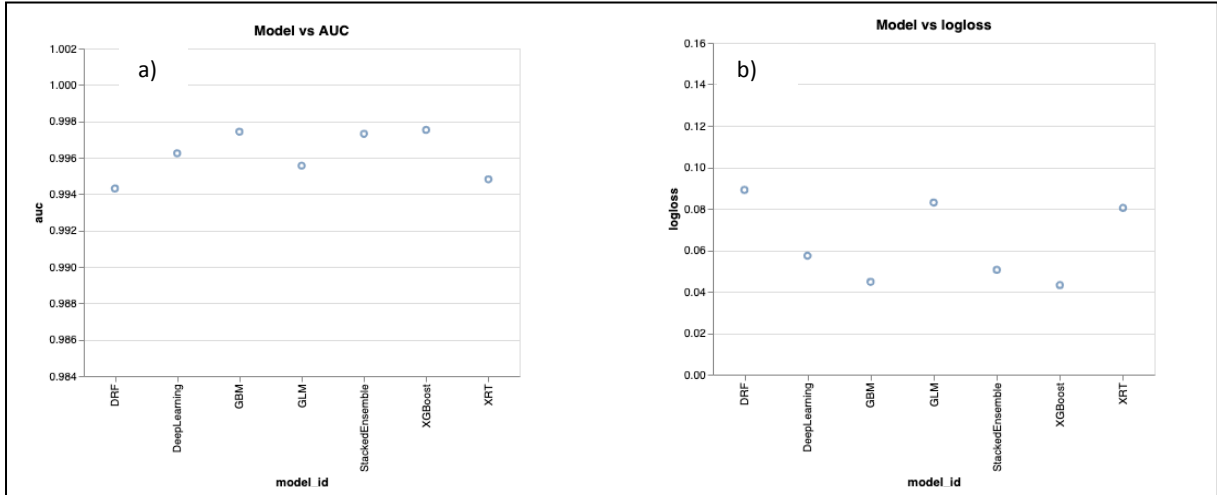 Model vs AUC
a)
1.002
1.000
0.998
0.996
0.994
0.992
0.990
0.988
0.986
0.984
auc
DRF
DeepLearning
GBM
GLM
StackedEnsemble
XGBoost
XRT
model_id
Model vs logloss
b)
0.16
0.14
0.12
0.10
0.08
0.06
0.04
0.02
0.00
logloss
DRF
DeepLearning
GBM
GLM
StackedEnsemble
XGBoost
XRT
model_id